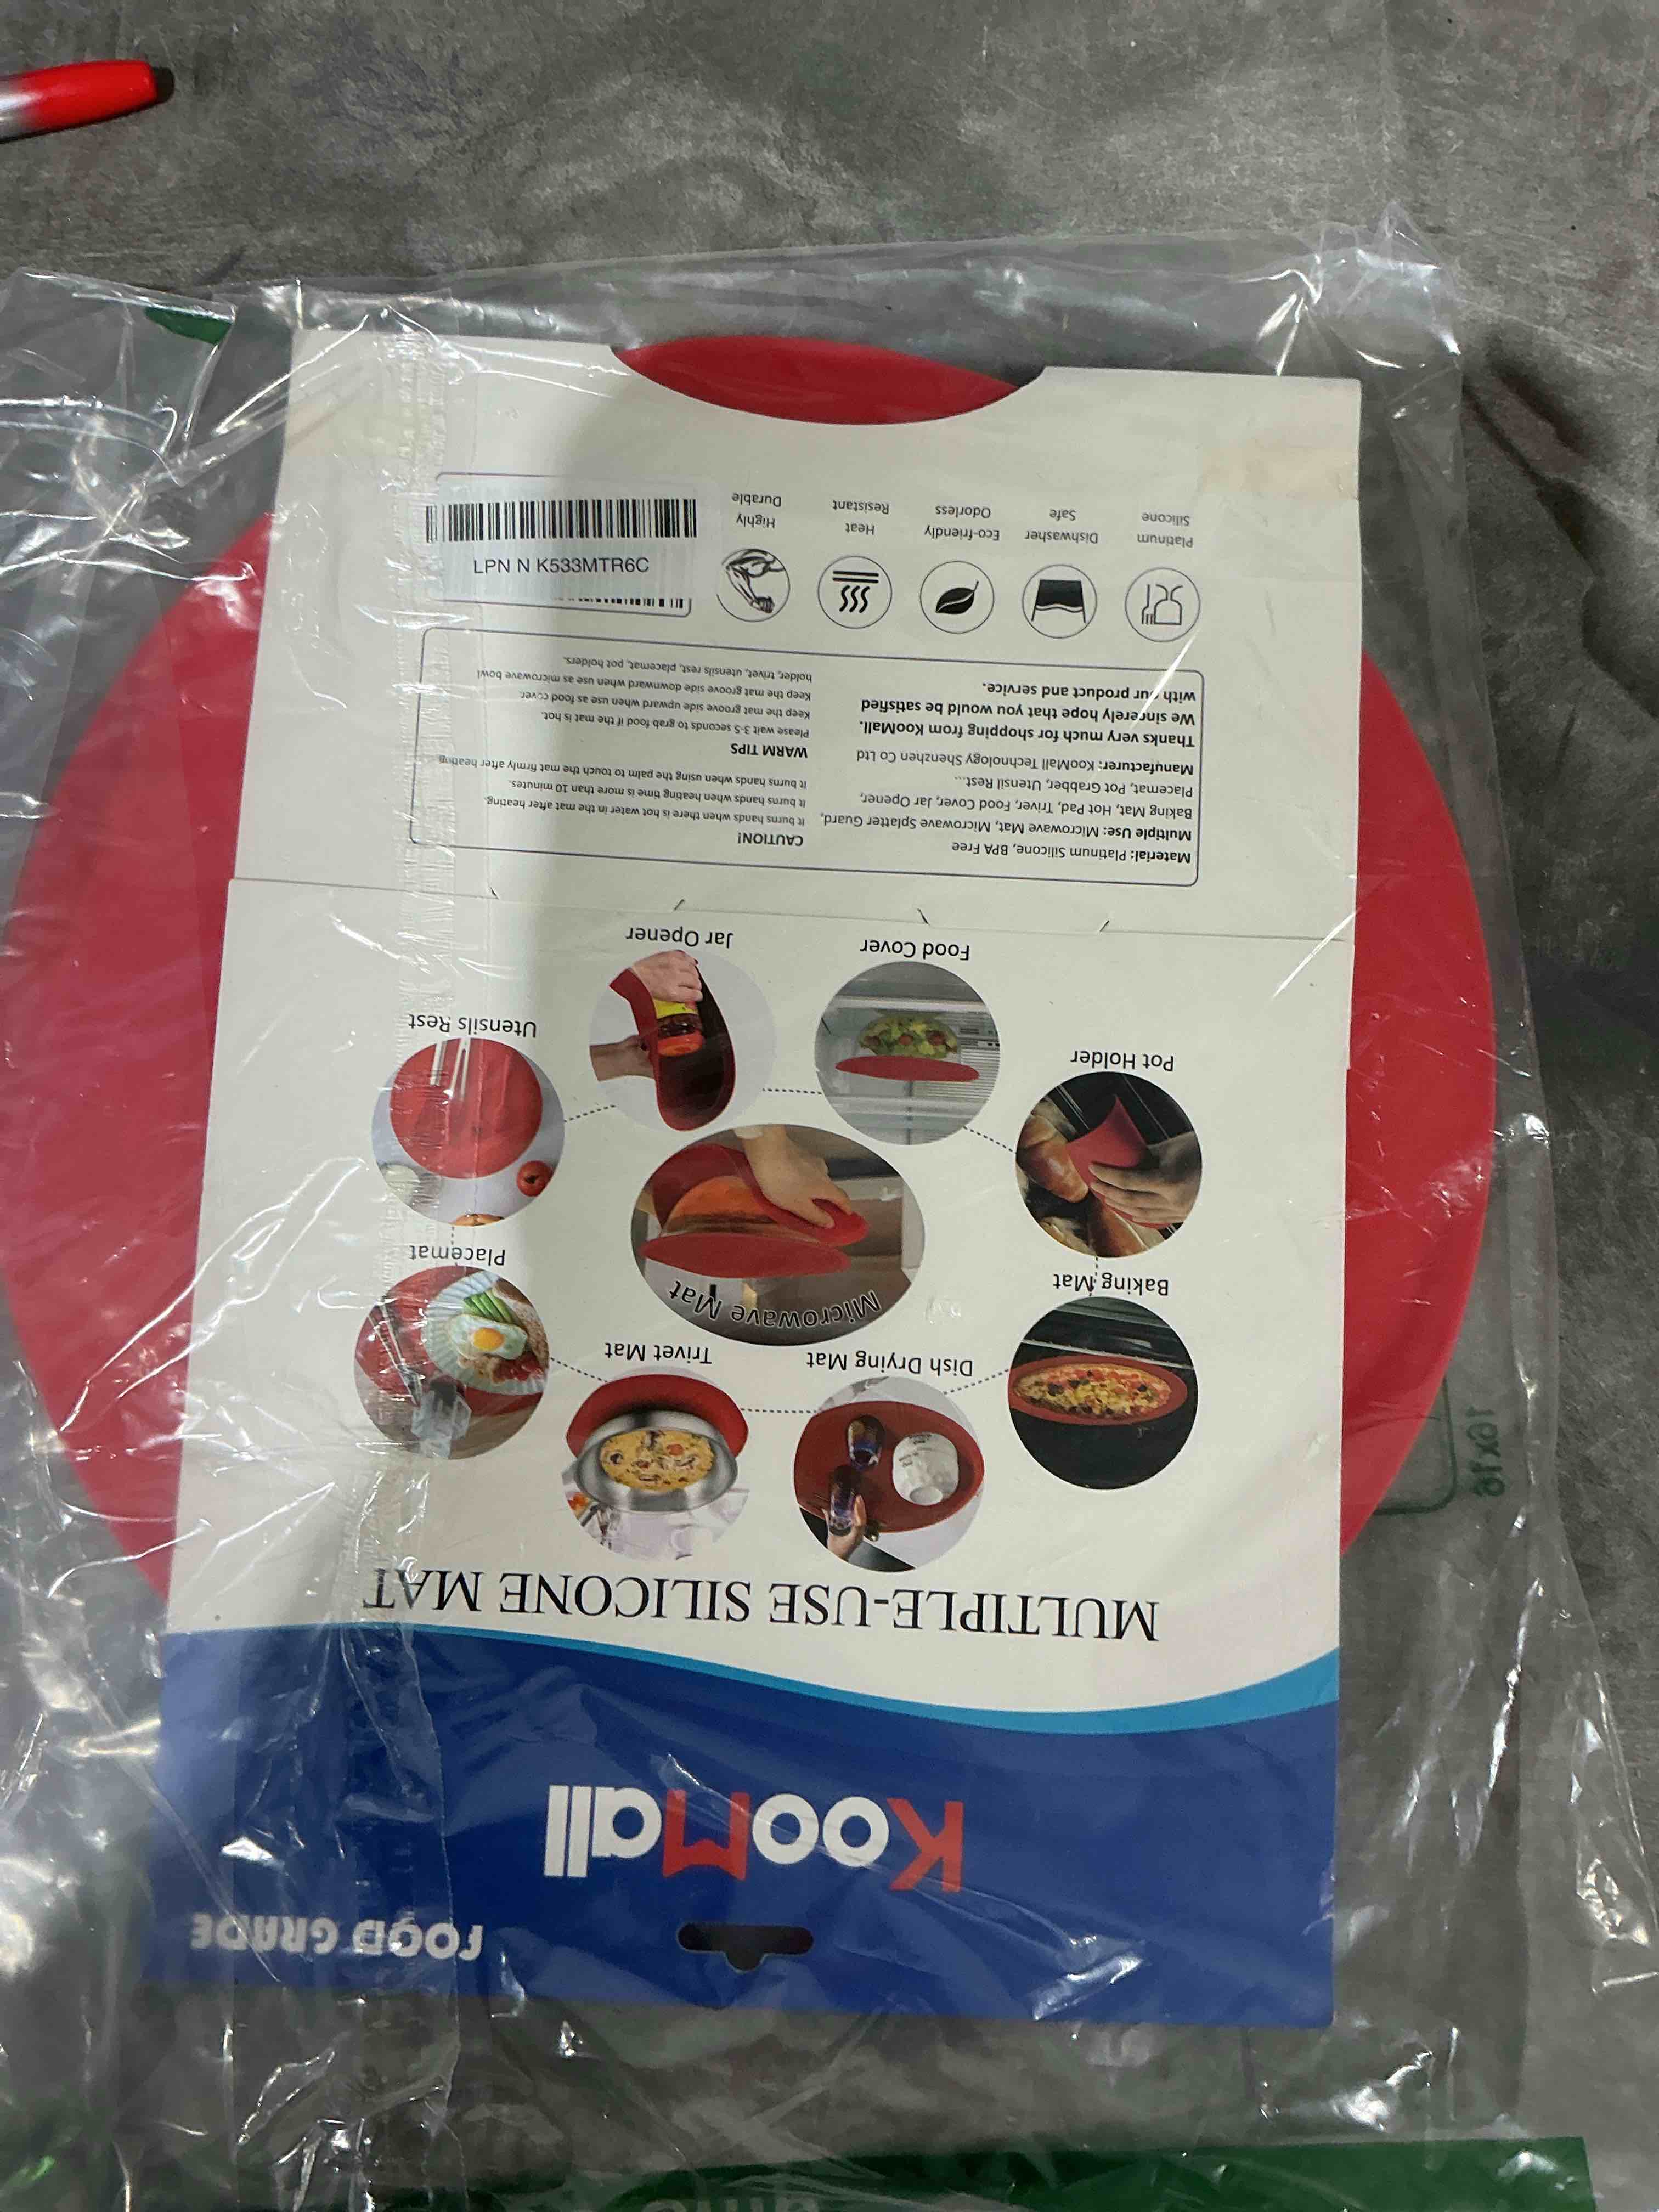 FOOD GRADE
KooMall
MULTIPLE-USE SILICONE MAT
Dish Drying Mat
Trivet Mat
Baking Mat
Microwave Mat
Placemat
Pot Holder
Food Cover
Jar Opener
Utensils Rest
Material: Platinum Silicone, BPA Free
Multiple Use: Microwave Mat, Microwave Splatter Guard,
Baking Mat, Hot Pad, Triver, Food Cover, Jar Opener,
Placemat, Pot Grabber, Utensil Rest...
Manufacturer: KooMall Technology Shenzhen Co Ltd
Thanks very much for shopping from KooMall.
We sincerely hope that you would be satisfied
with our product and service.
CAUTION!
It burns hands when there is hot water in the mat after heating.
It burns hands when heating time is more than 10 minutes.
It burns hands when using the palm to touch the mat firmly after heating
WARM TIPS
Please wait 3-5 seconds to grab food if the mat is hot.
Keep the mat groove side upward when use as food cover.
Keep the mat groove side downward when use as microwave bowl
holder, trivet, utensils rest, placemat, pot holders.
Platinum
Silicone
Dishwasher
Safe
Eco-friendly
Odorless
Heat
Resistant
Highly
Durable
LPN N K533MTR6C
16x16